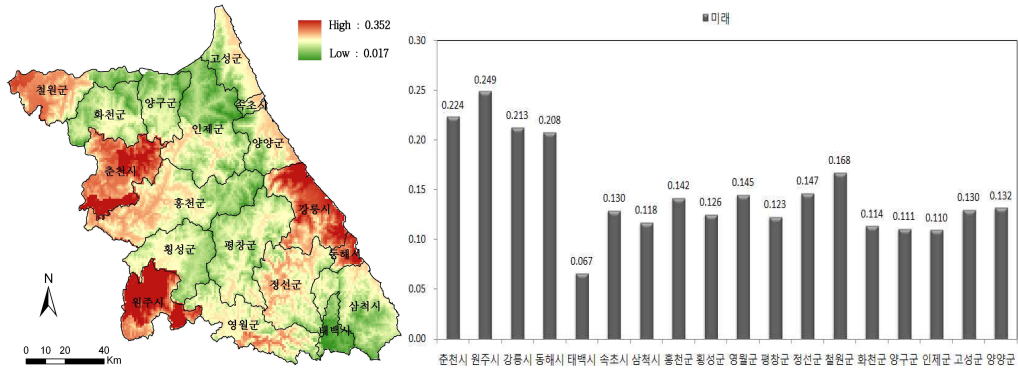 High : 0.352
Low : 0.017
고성군
철원군
양구군
속초시
화천군
인제군
양양군
춘천시
홍천군
강릉시
횡성군
평창군
동해시
정선군
원주시
삼척시
영월군
태백시
N
0 10 20 40
Km
미래
0.30
0.25
0.20
0.15
0.10
0.05
0.00
0.224
0.249
0.213
0.208
0.067
0.130
0.118
0.142
0.126
0.145
0.123
0.147
0.168
0.114
0.111
0.110
0.130
0.132
춘천시 원주시 강릉시 동해시 태백시 속초시 삼척시 홍천군 횡성군 영월군 평창군 정선군 철원군 화천군 양구군 인제군 고성군 양양군